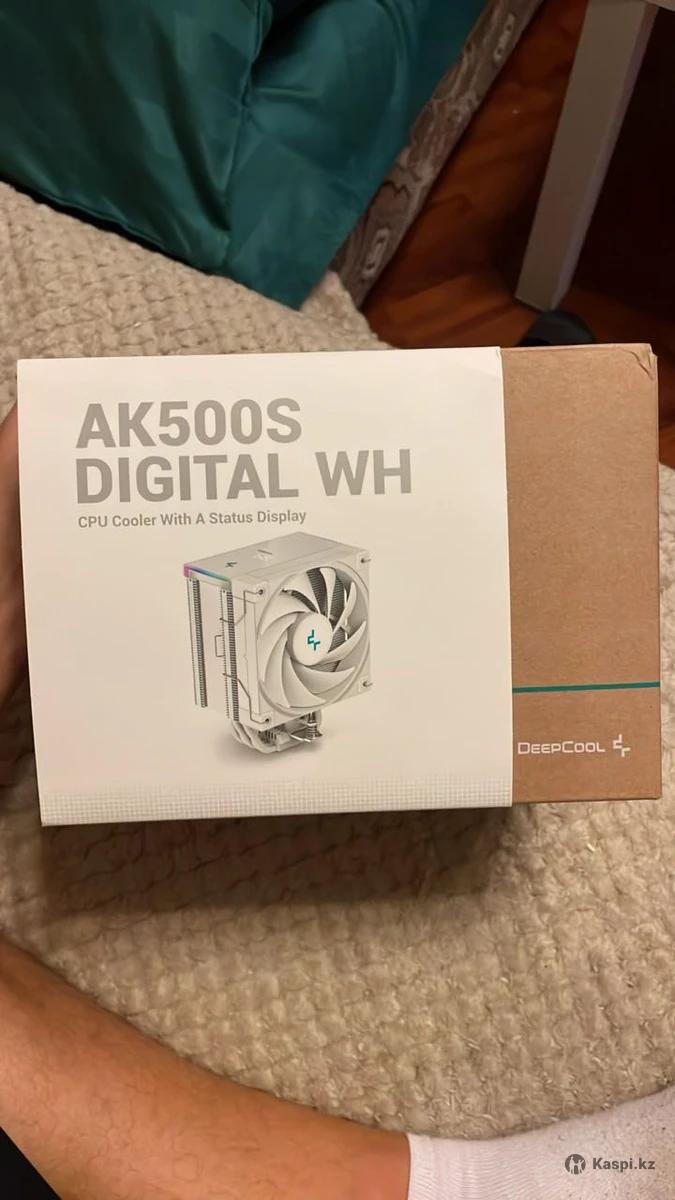 AK500S
DIGITAL WH
CPU Cooler With A Status Display
DEEPCOOL
Kaspi.kz